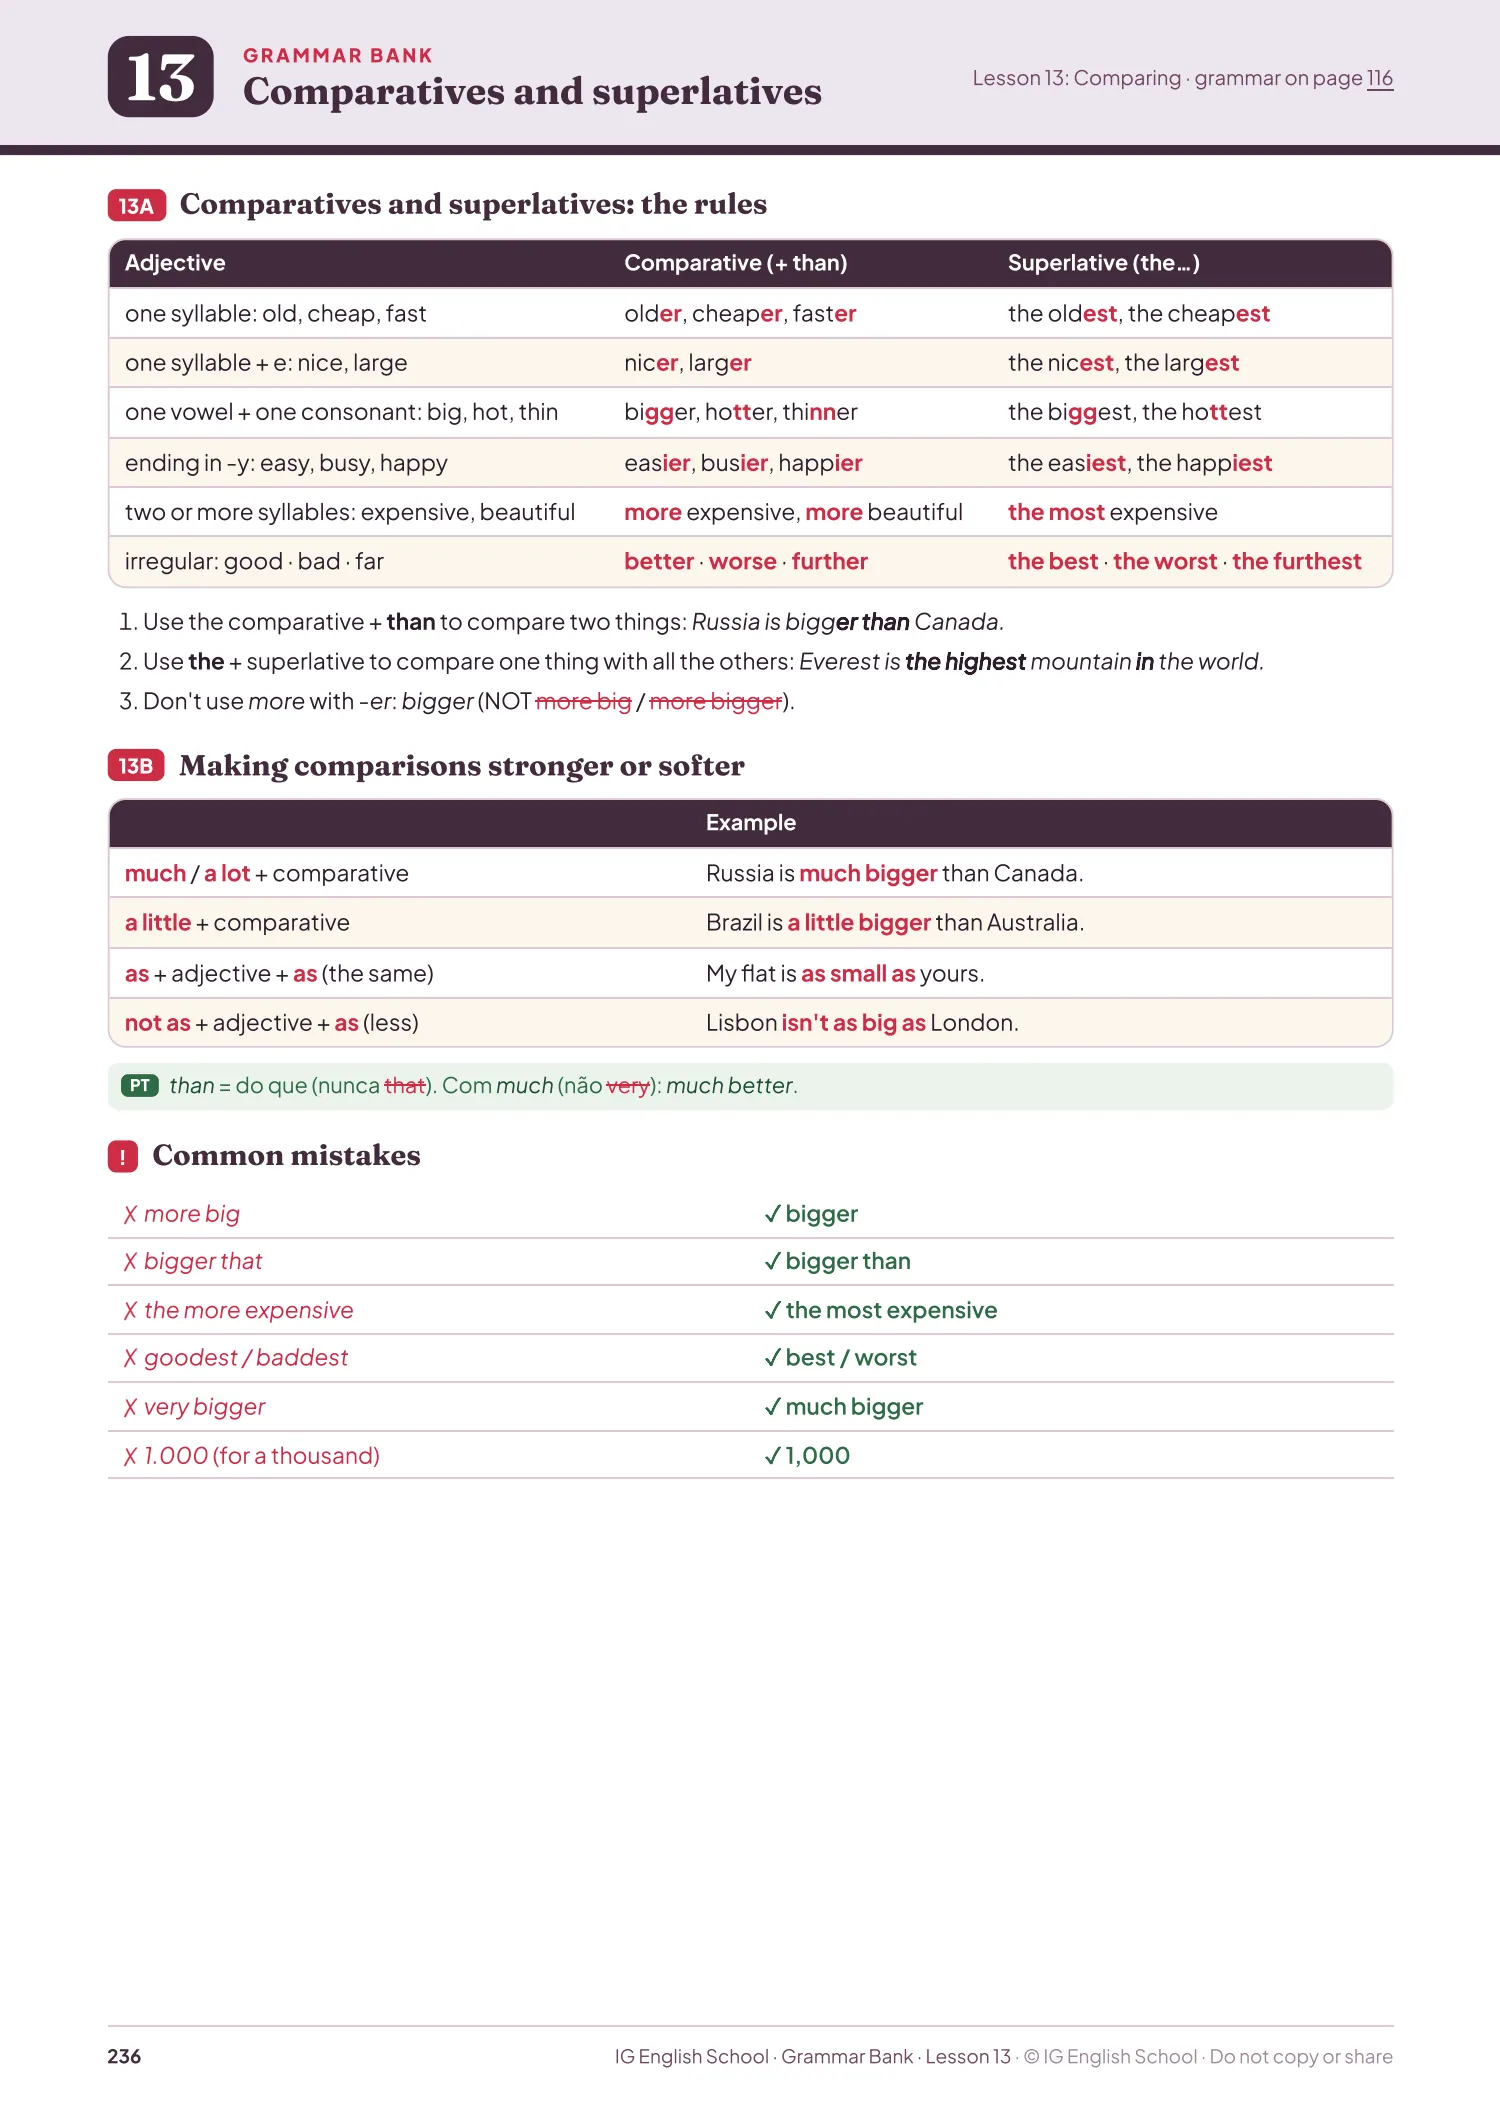 13
GRAMMAR BANK
Comparatives and superlatives
Lesson 13: Comparing · grammar on page 116
13A Comparatives and superlatives: the rules
Adjective Comparative (+ than) Superlative (the…)
one syllable: old, cheap, fast older, cheaper, faster the oldest, the cheapest
one syllable + e: nice, large nicer, larger the nicest, the largest
one vowel + one consonant: big, hot, thin bigger, hotter, thinner the biggest, the hottest
ending in -y: easy, busy, happy easier, busier, happier the easiest, the happiest
two or more syllables: expensive, beautiful more expensive, more beautiful the most expensive
irregular: good · bad · far better · worse · further the best · the worst · the furthest
1. Use the comparative + than to compare two things: Russia is bigger than Canada.
2. Use the + superlative to compare one thing with all the others: Everest is the highest mountain in the world.
3. Don't use more with -er: bigger (NOT more big / more bigger).
13B Making comparisons stronger or softer
Example
much / a lot + comparative Russia is much bigger than Canada.
a little + comparative Brazil is a little bigger than Australia.
as + adjective + as (the same) My flat is as small as yours.
not as + adjective + as (less) Lisbon isn't as big as London.
PT than = do que (nunca that). Com much (não very): much better.
! Common mistakes
✗ more big ✓ bigger
✗ bigger that ✓ bigger than
✗ the more expensive ✓ the most expensive
✗ goodest / baddest ✓ best / worst
✗ very bigger ✓ much bigger
✗ 1.000 (for a thousand) ✓ 1,000
236 IG English School · Grammar Bank · Lesson 13 · © IG English School · Do not copy or share